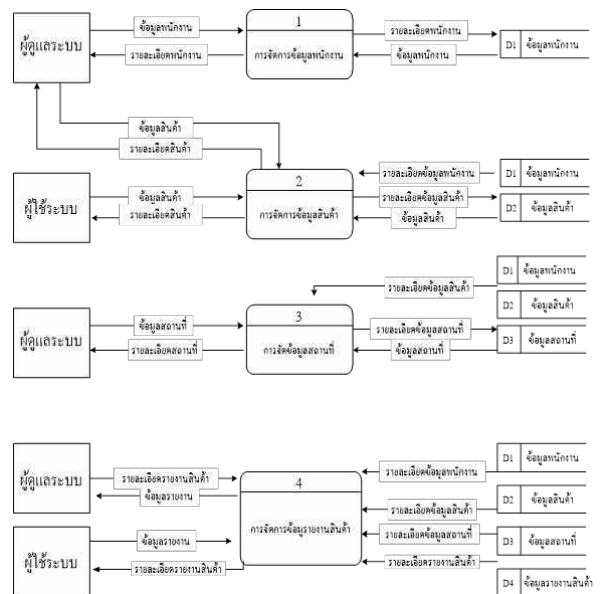 ผู้ดูแลระบบ
ข้อมูลพนักงาน
รายละเอียดพนักงาน
1
การจัดการข้อมูลพนักงาน
รายละเอียดพนักงาน
ข้อมูลพนักงาน
D1 ข้อมูลพนักงาน
ข้อมูลสินค้า
รายละเอียดสินค้า
ผู้ใช้ระบบ
ข้อมูลสินค้า
รายละเอียดสินค้า
2
การจัดการข้อมูลสินค้า
รายละเอียดข้อมูลพนักงาน
รายละเอียดข้อมูลสินค้า
ข้อมูลสินค้า
D1 ข้อมูลพนักงาน
D2 ข้อมูลสินค้า
ผู้ดูแลระบบ
ข้อมูลสถานที่
รายละเอียดสถานที่
3
การจัดข้อมูลสถานที่
รายละเอียดข้อมูลสินค้า
รายละเอียดข้อมูลสถานที่
ข้อมูลสถานที่
D1 ข้อมูลพนักงาน
D2 ข้อมูลสินค้า
D3 ข้อมูลสถานที่
ผู้ดูแลระบบ
รายละเอียดรายงานสินค้า
ข้อมูลรายงาน
ผู้ใช้ระบบ
ข้อมูลรายงาน
รายละเอียดรายงานสินค้า
4
การจัดการข้อมูรายงานสินค้า
รายละเอียดข้อมูลพนักงาน
รายละเอียดข้อมูลสินค้า
รายละเอียดข้อมูลสถานที่
รายละเอียดรายงานสินค้า
D1 ข้อมูลพนักงาน
D2 ข้อมูลสินค้า
D3 ข้อมูลสถานที่
D4 ข้อมูลรายงานสินค้า